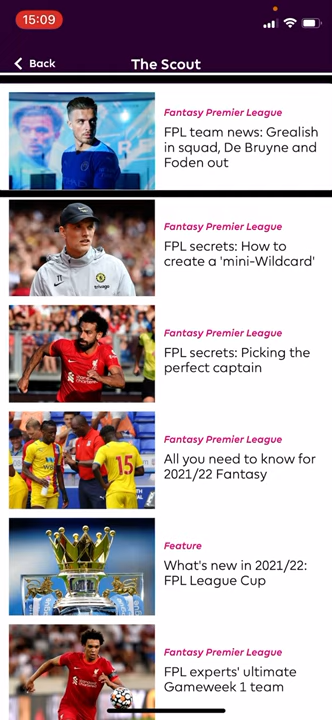 15:09
Back
The Scout
Fantasy Premier League
FPL team news: Grealish
in squad, De Bruyne and
Foden out
Fantasy Premier League
FPL secrets: How to
create a 'mini-Wildcard'
Fantasy Premier League
FPL secrets: Picking the
perfect captain
Fantasy Premier League
All you need to know for
2021/22 Fantasy
15
Feature
What's new in 2021/22:
FPL League Cup
Fantasy Premier League
FPL experts' ultimate
Gameweek 1 team